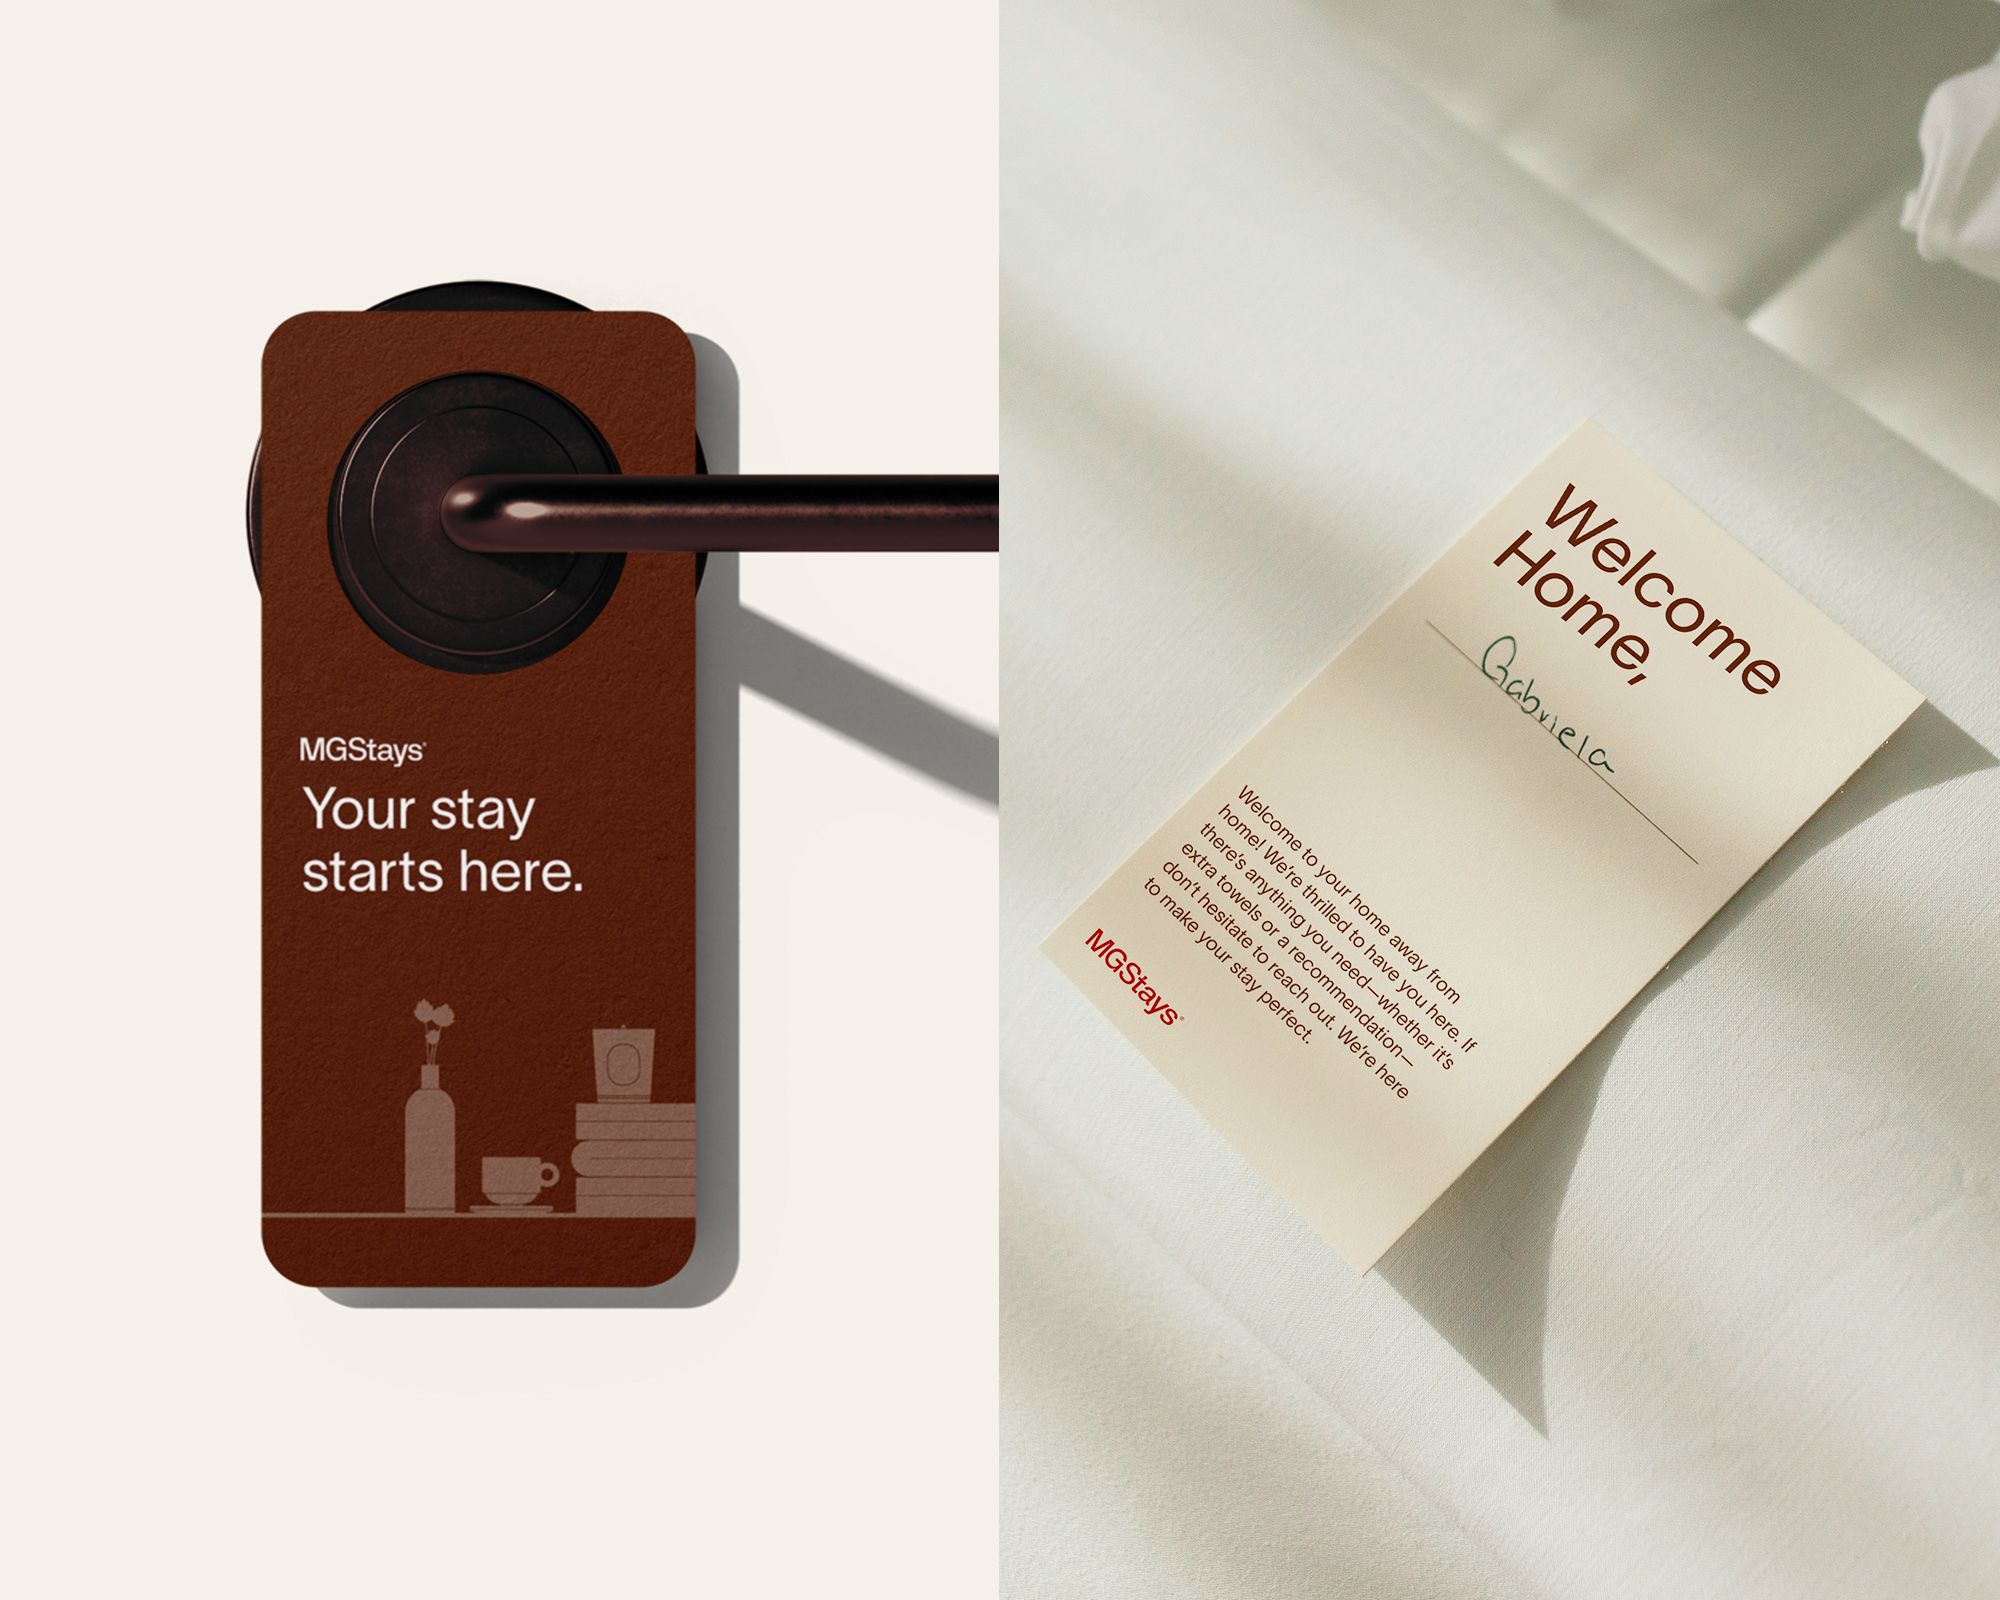 MGStays®
Your stay
starts here.
Welcome
Home,
Gabriela
Welcome to your home away from
home! We're thrilled to have you here. If
there's anything you need—whether it's
extra towels or a recommendation—
don't hesitate to reach out. We're here
to make your stay perfect.
MGStays®